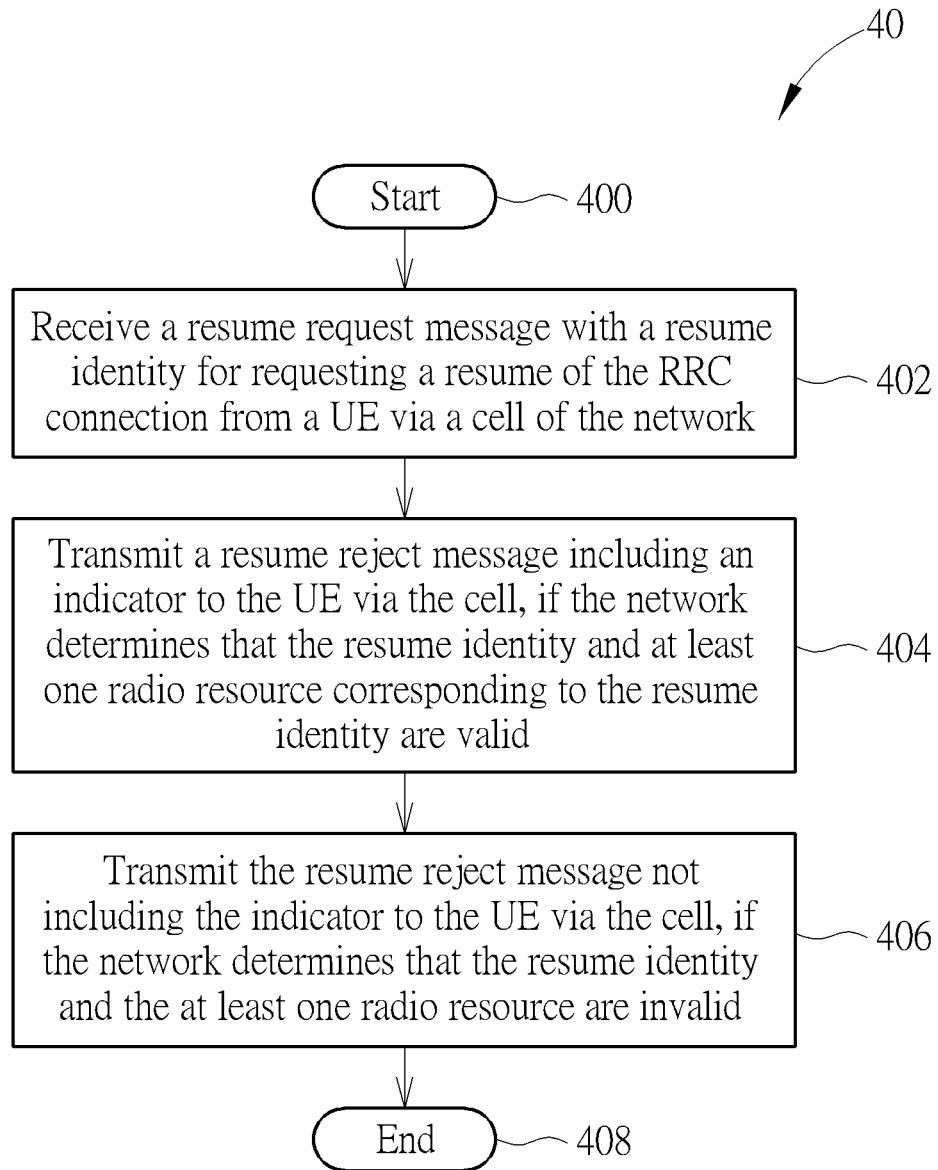 40
Start
400
Receive a resume request message with a resume
identity for requesting a resume of the RRC
connection from a UE via a cell of the network
402
Transmit a resume reject message including an
indicator to the UE via the cell, if the network
determines that the resume identity and at least
one radio resource corresponding to the resume
identity are valid
404
Transmit the resume reject message not
including the indicator to the UE via the cell, if
the network determines that the resume identity
and the at least one radio resource are invalid
406
End
408